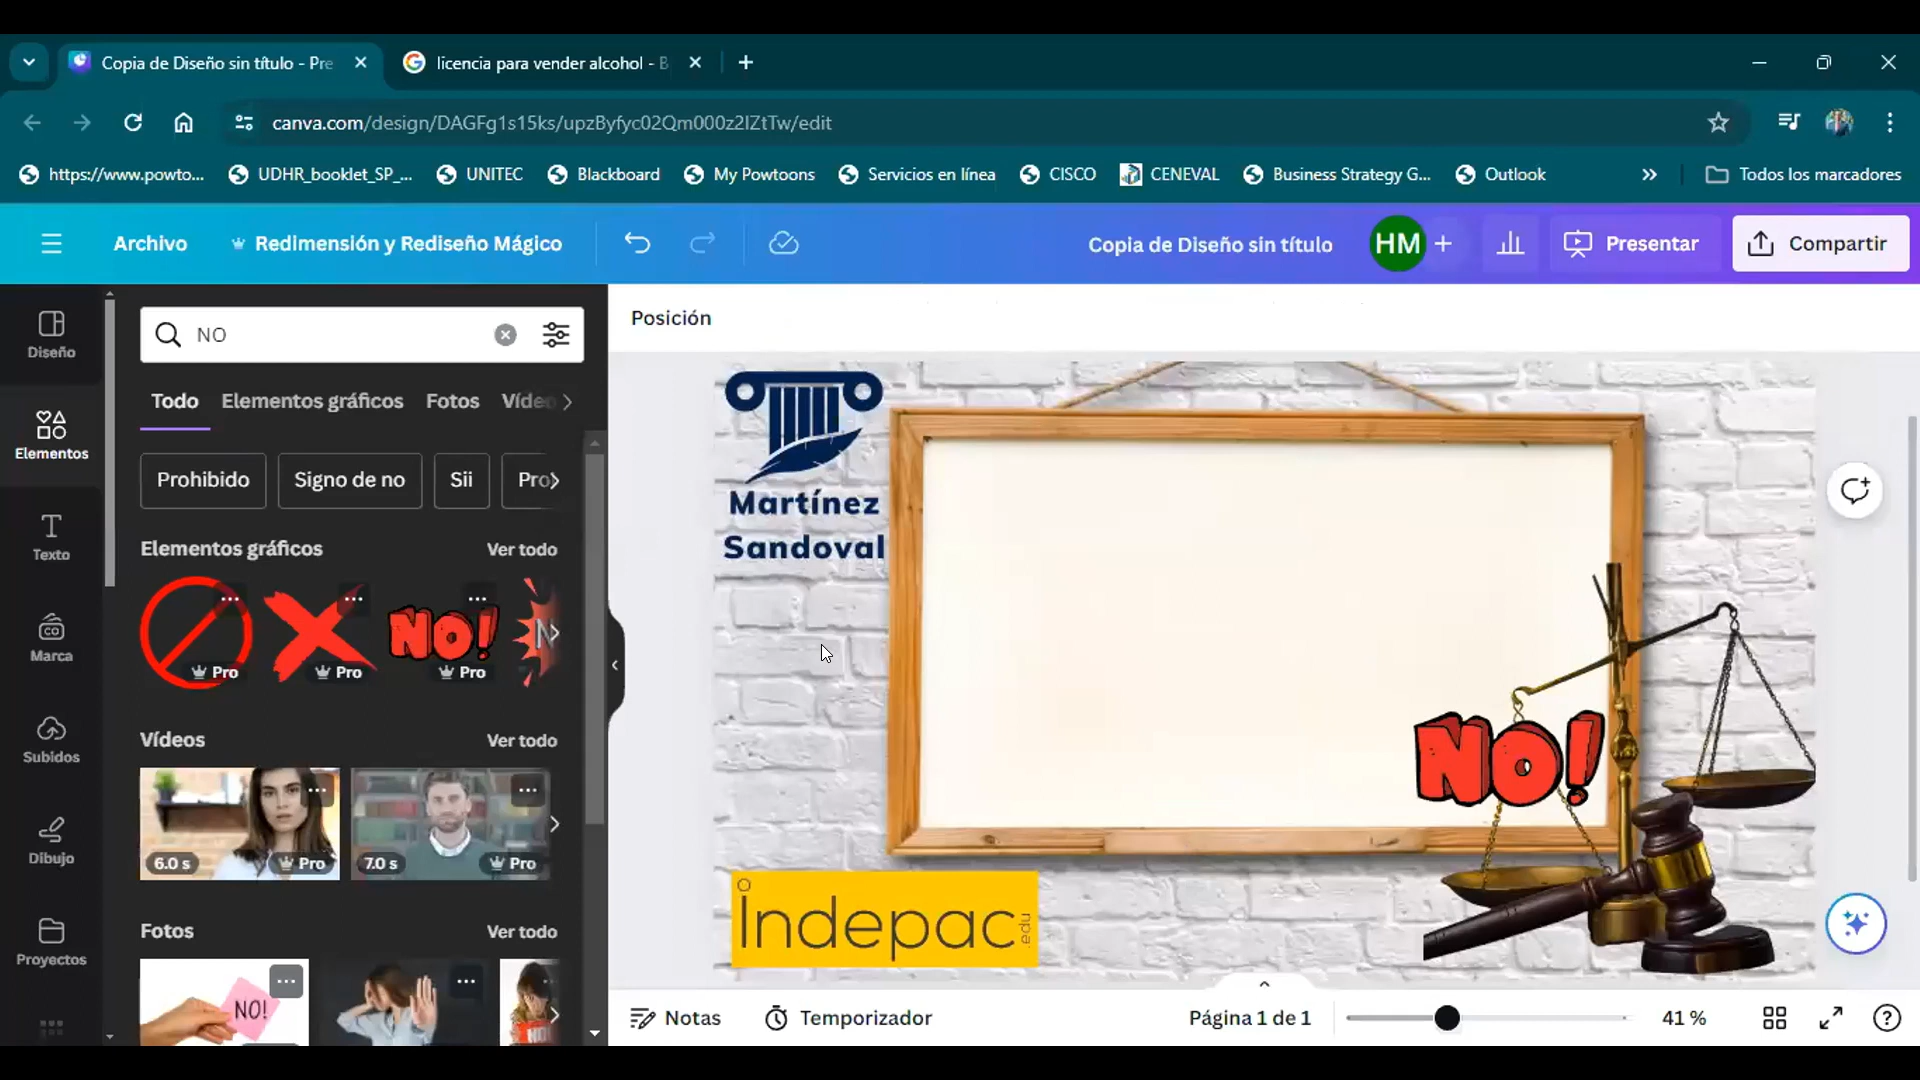 Copia de Diseño sin título - Pre
licencia para vender alcohol - B
canva.com/design/DAGFg1s15ks/upzByfyc02Qm000z2lZtTw/edit
https://www.powto...
UDHR_booklet_SP_...
UNITEC
Blackboard
My Powtoons
Servicios en línea
CISCO
CENEVAL
Business Strategy G...
Outlook
Todos los marcadores
Archivo
Redimensión y Rediseño Mágico
Copia de Diseño sin título
HM
Presentar
Compartir
Diseño
Elementos
Texto
Marca
Subidos
Dibujo
Proyectos
NO
Todo
Elementos gráficos
Fotos
Vídeo
Prohibido
Signo de no
Sii
Pro
Elementos gráficos
Ver todo
Pro
Pro
NO!
Pro
N
Vídeos
Ver todo
6.0 s
Pro
7.0 s
Pro
Fotos
Ver todo
NO!
Posición
Martínez
Sandoval
NO!
Indepac
.edu
Notas
Temporizador
Página 1 de 1
41 %